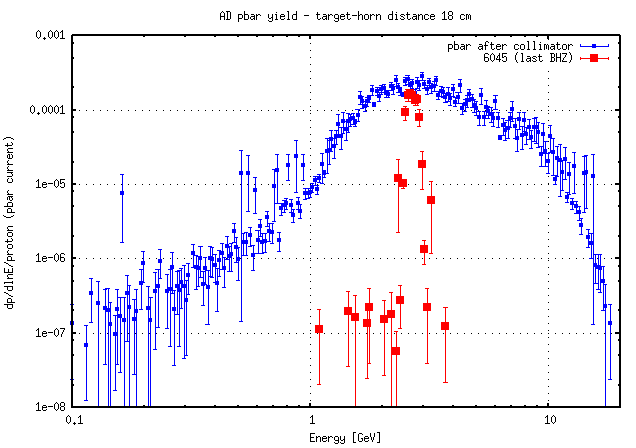 AD pbar yield - target-horn distance 18 cm
0.001
pbar after collimator
6045 (last BHZ)
0.0001
1e-05
1e-06
1e-07
1e-08
dp/dlnE/proton (pbar current)
0.1
1
10
Energy [GeV]